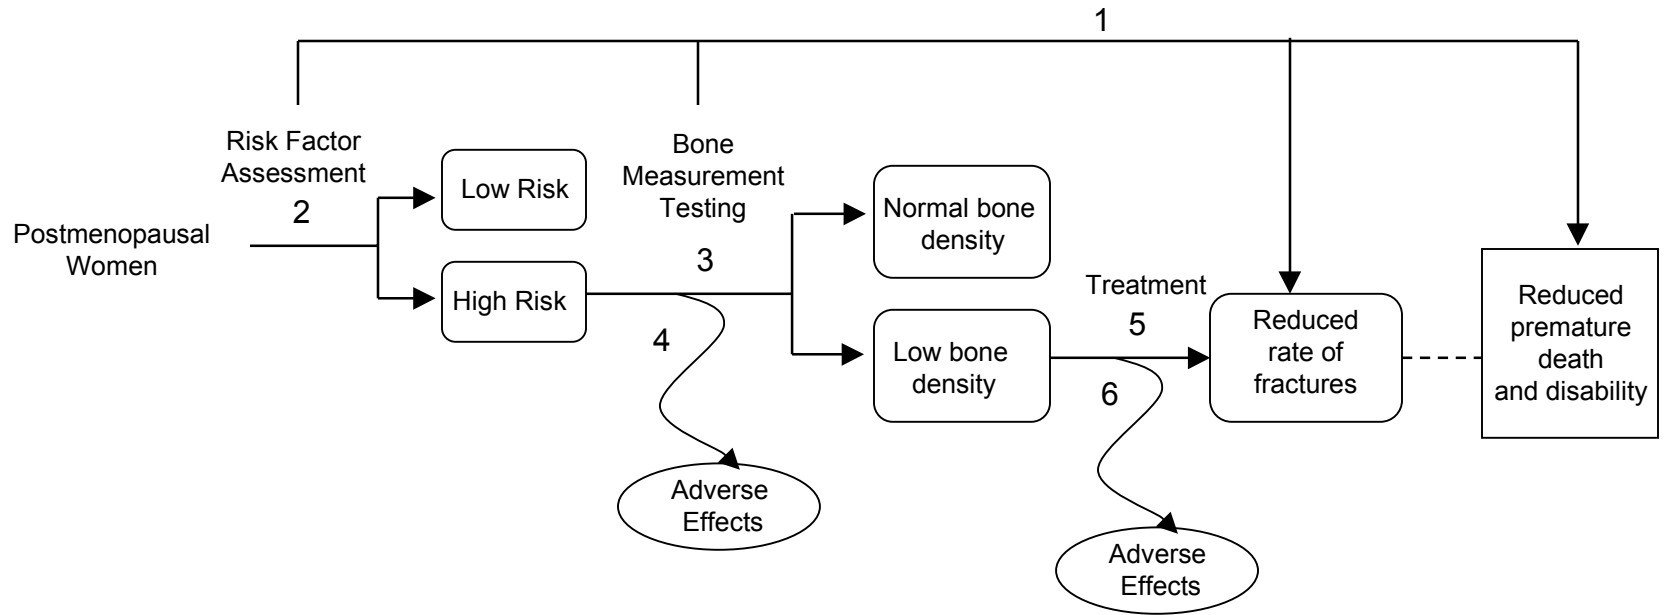 1
Risk Factor
Assessment
2
Postmenopausal
Women
Low Risk
High Risk
Bone
Measurement
Testing
3
4
Adverse
Effects
Normal bone
density
Low bone
density
Treatment
5
6
Adverse
Effects
Reduced
rate of
fractures
Reduced
premature
death
and disability